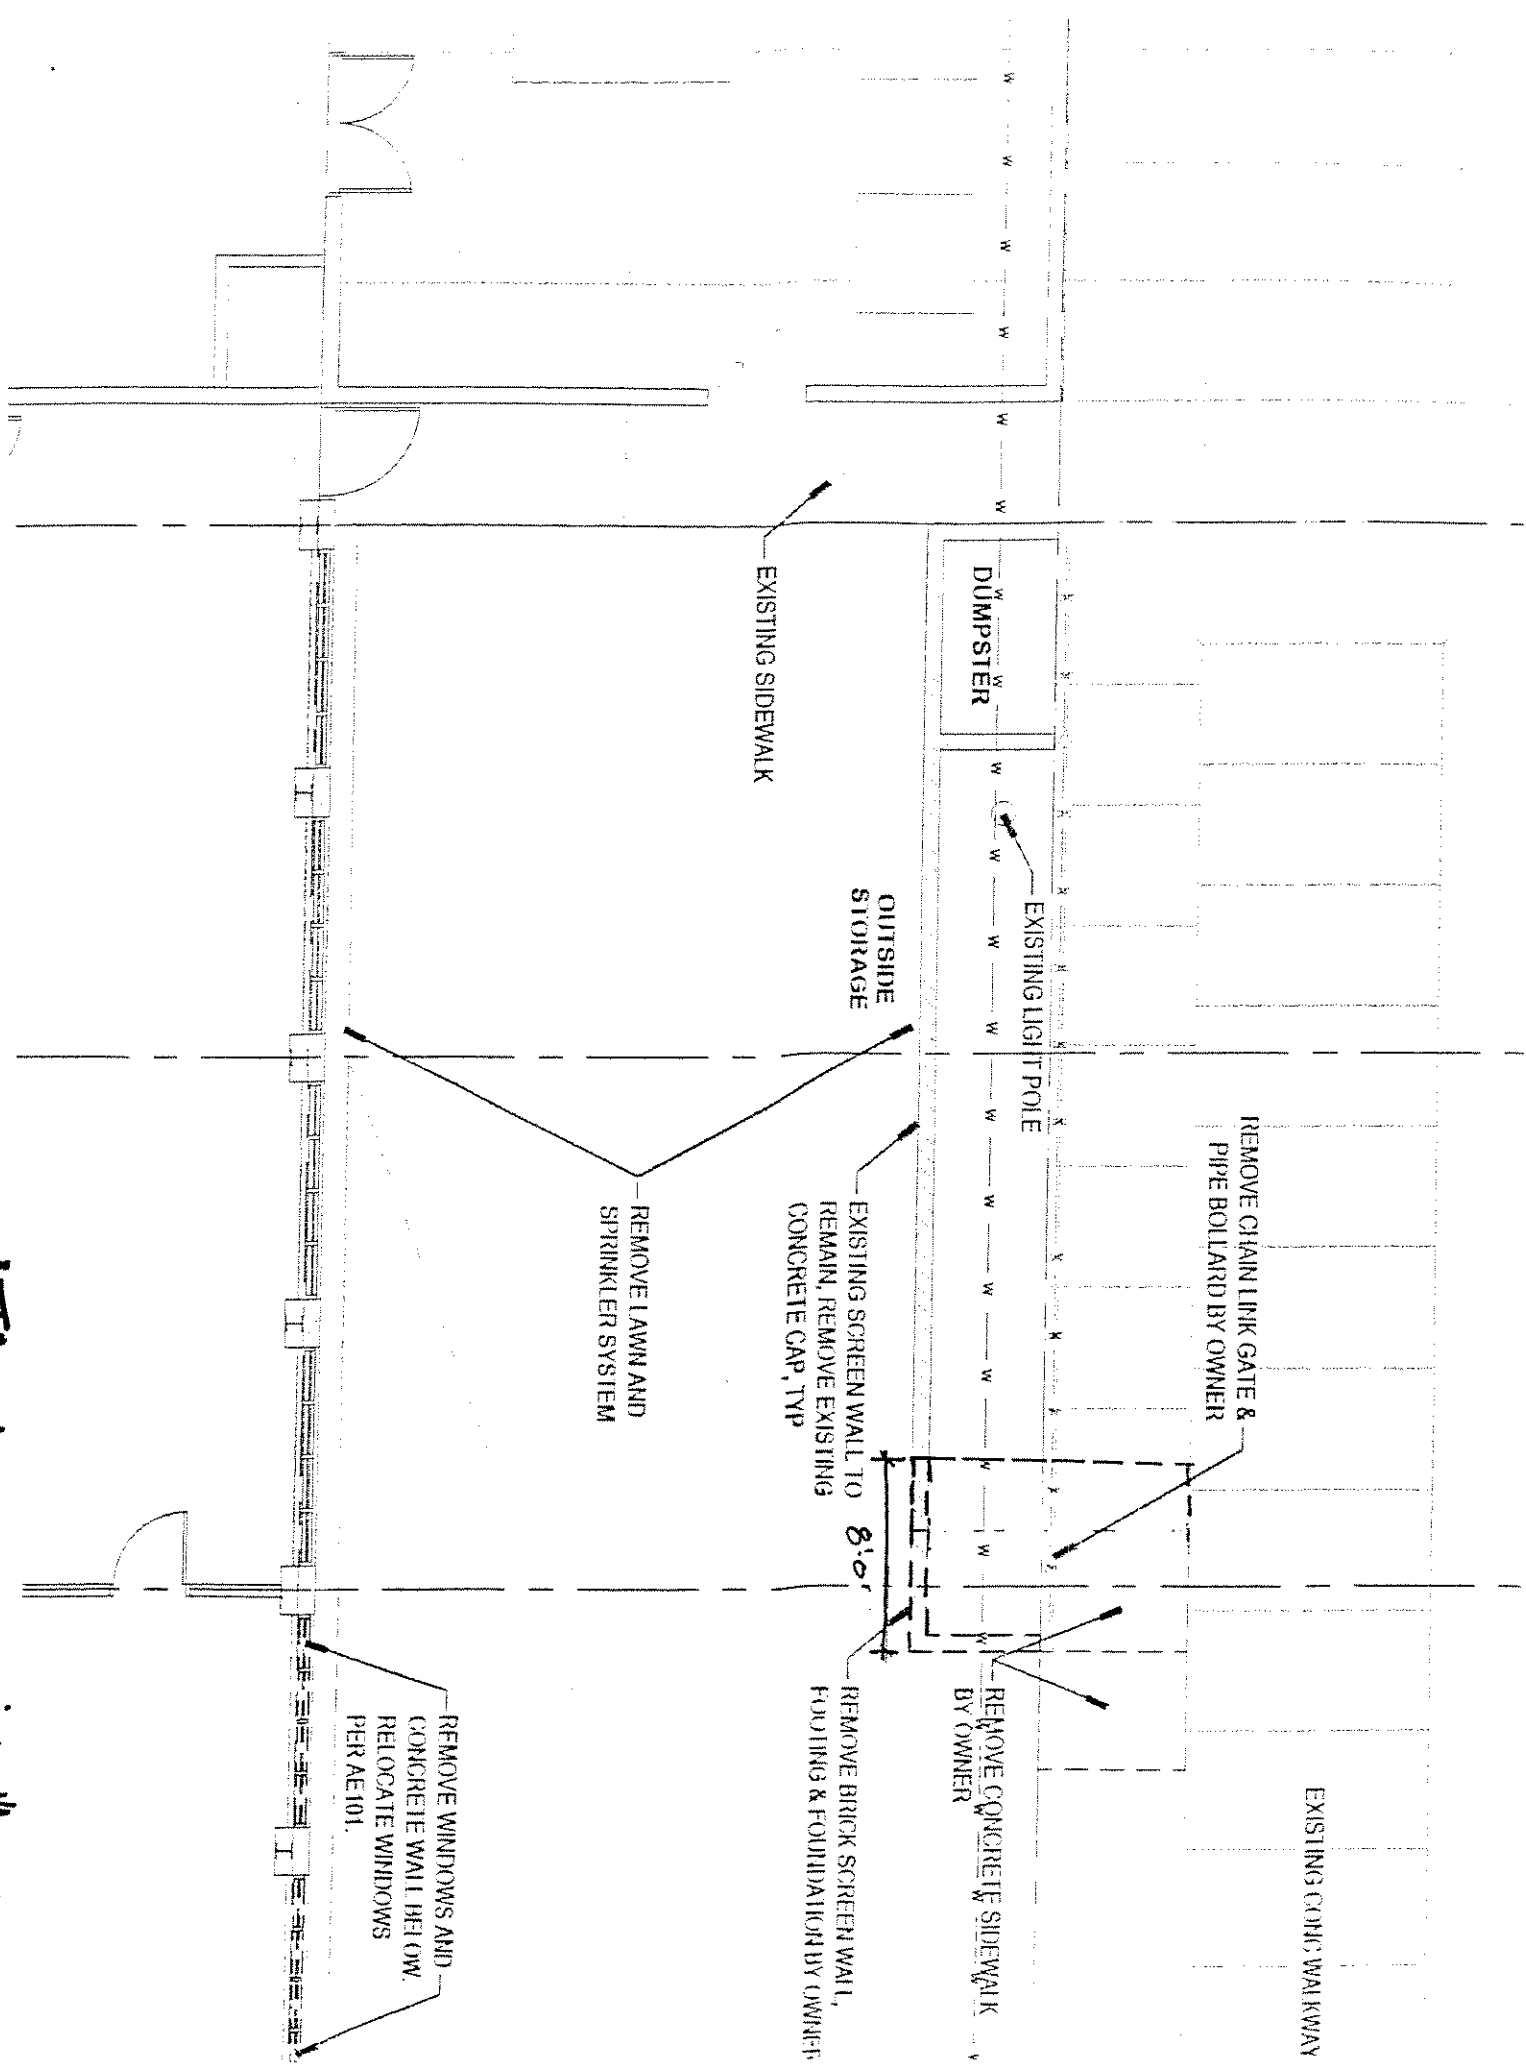 EXISTING CONC WALKWAY
REMOVE CHAIN LINK GATE &
PIPE BOLLARD BY OWNER
EXISTING LIGHT POLE
DUMPSTER
REMOVE CONCRETE SIDEWALK
BY OWNER
OUTSIDE
STORAGE
EXISTING SCREEN WALL TO
REMAIN, REMOVE EXISTING
CONCRETE CAP, TYP
8'-0"
REMOVE BRICK SCREEN WALL,
FOOTING & FOUNDATION BY OWNER
EXISTING SIDEWALK
REMOVE LAWN AND
SPRINKLER SYSTEM
REMOVE WINDOWS AND
CONCRETE WALL BELOW.
RELOCATE WINDOWS
PER AE101.